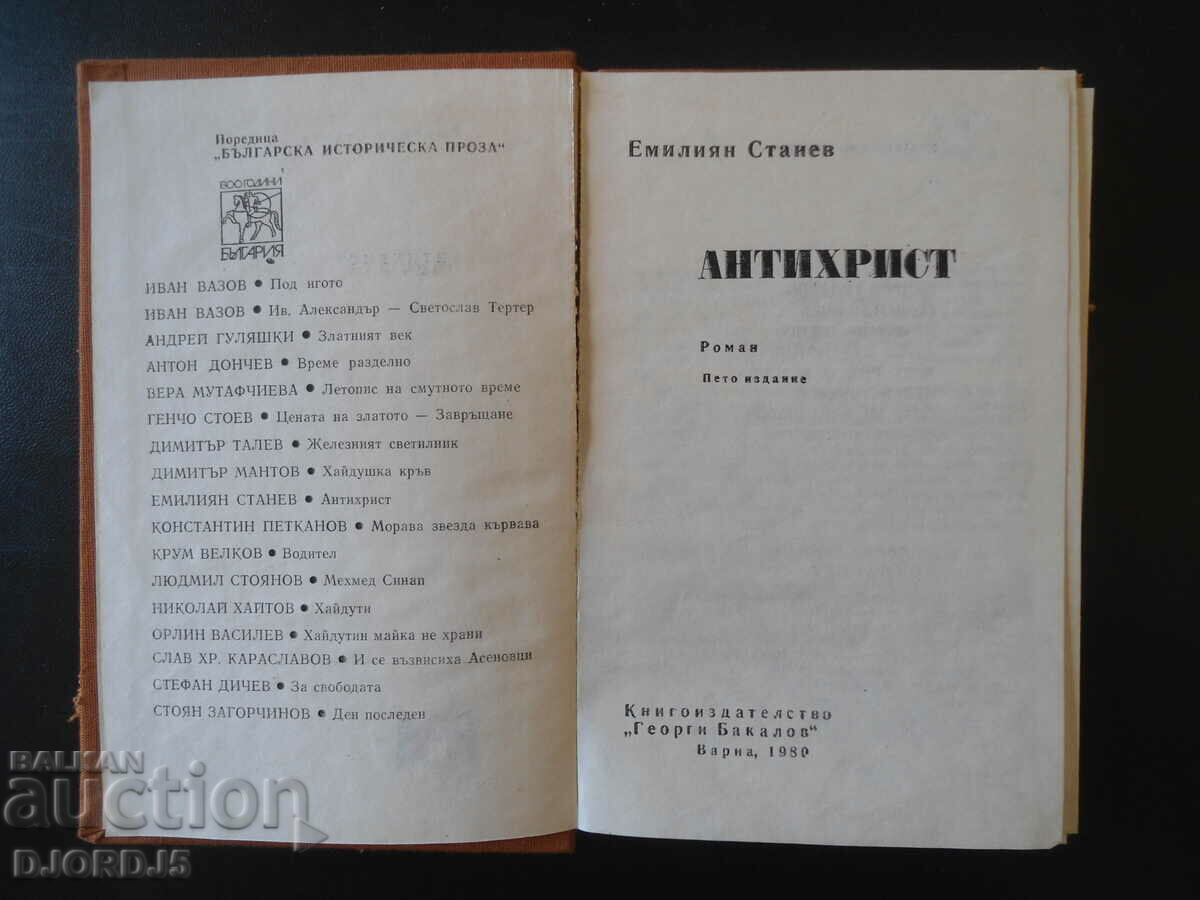 Поредица
„БЪЛГАРСКА ИСТОРИЧЕСКА ПРОЗА“
1300 ГОДИНИ
БЪЛГАРИЯ
ИВАН ВАЗОВ ● Под игото
ИВАН ВАЗОВ ● Ив. Александър — Светослав Тертер
АНДРЕЙ ГУЛЯШКИ ● Златният век
АНТОН ДОНЧЕВ ● Време разделно
ВЕРА МУТАФЧИЕВА ● Летопис на смутното време
ГЕНЧО СТОЕВ ● Цената на златото — Завръщане
ДИМИТЪР ТАЛЕВ ● Железният светилник
ДИМИТЪР МАНТОВ ● Хайдушка кръв
ЕМИЛИЯН СТАНЕВ ● Антихрист
КОНСТАНТИН ПЕТКАНОВ ● Морава звезда кървава
КРУМ ВЕЛКОВ ● Водител
ЛЮДМИЛ СТОЯНОВ ● Мехмед Синап
НИКОЛАЙ ХАЙТОВ ● Хайдути
ОРЛИН ВАСИЛЕВ ● Хайдутин майка не храни
СЛАВ ХР. КАРАСЛАВОВ ● И се възвисиха Асеновци
СТЕФАН ДИЧЕВ ● За свободата
СТОЯН ЗАГОРЧИНОВ ● Ден последен
Емилиян Станев
АНТИХРИСТ
Роман
Пето издание
Книгоиздателство
„Георги Бакалов“
Варна, 1980
BALKAN
auction
DJORDJ5